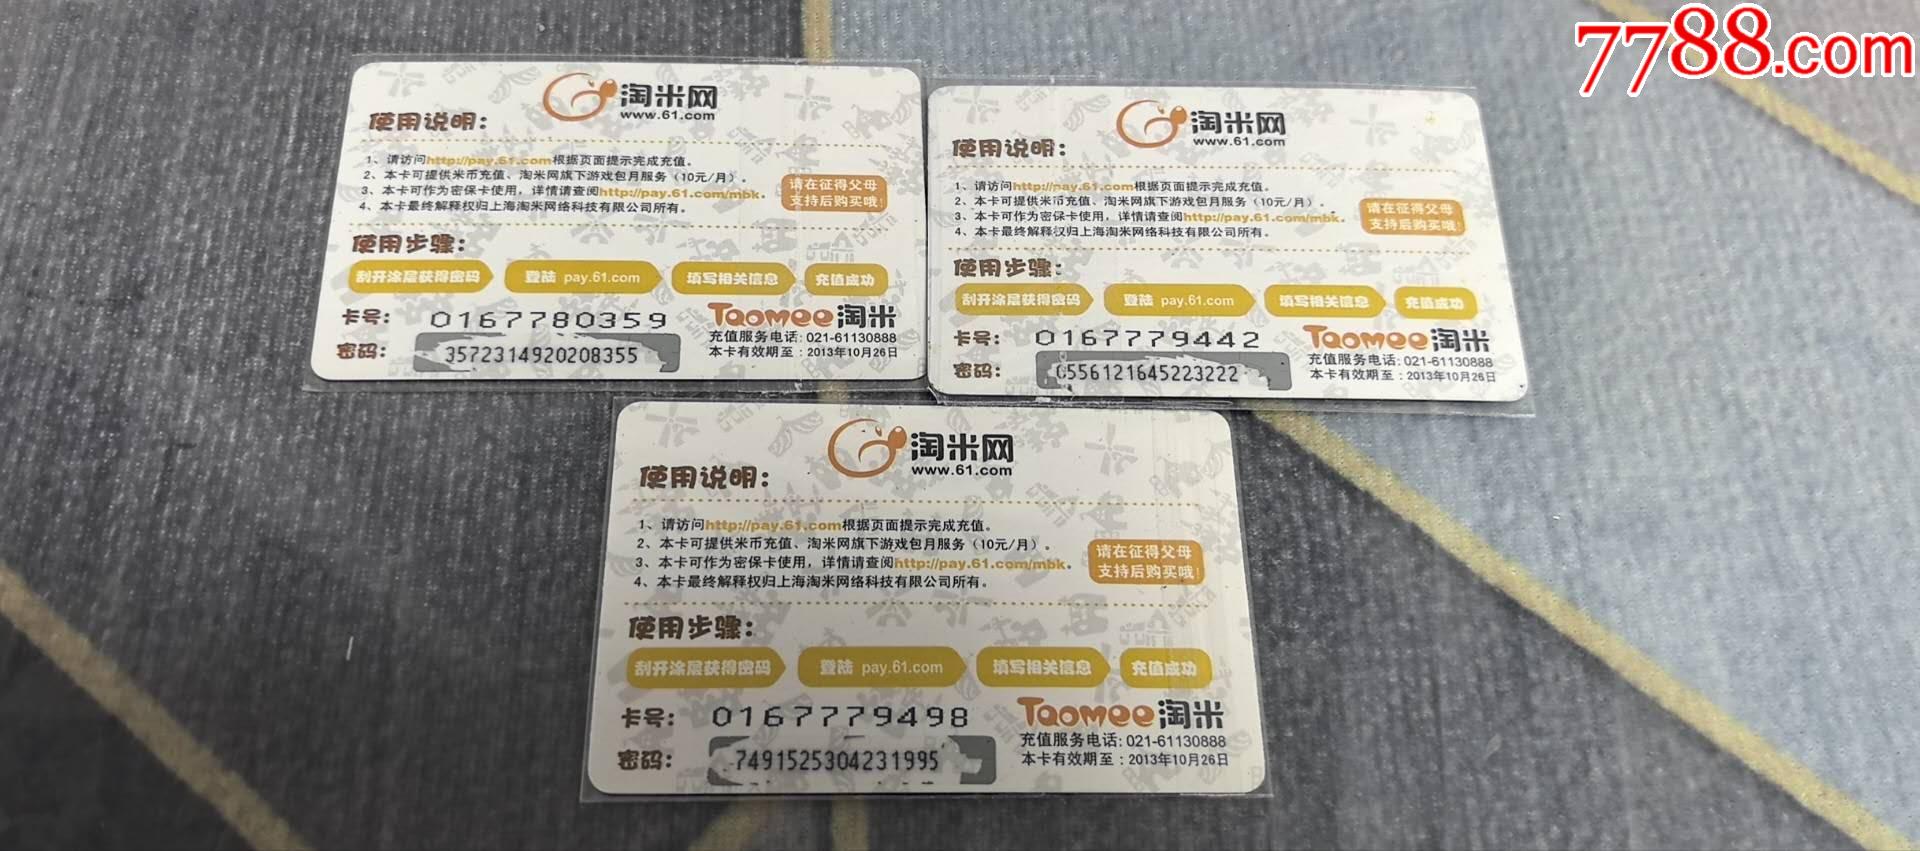 7788.com
淘米网
www.61.com
使用说明:
1、请访问http://pay.61.com根据页面提示完成充值。
2、本卡可提供米币充值、淘米网旗下游戏包月服务（10元/月）。
3、本卡可作为密保卡使用，详情请查阅http://pay.61.com/mbk.
4、本卡最终解释权归上海淘米网络科技有限公司所有。
请在征得父母
支持后购买哦!
使用步骤:
刮开涂层获得密码 登陆 pay.61.com 填写相关信息 充值成功
卡号: 0167780359
密码: 3572314920208355
Taomee淘米
充值服务电话: 021-61130888
本卡有效期至：2013年10月26日
淘米网
www.61.com
使用说明:
1、请访问http://pay.61.com根据页面提示完成充值。
2、本卡可提供米币充值、淘米网旗下游戏包月服务（10元/月）。
3、本卡可作为密保卡使用，详情请查阅http://pay.61.com/mbk.
4、本卡最终解释权归上海淘米网络科技有限公司所有。
请在征得父母
支持后购买哦!
使用步骤:
刮开涂层获得密码 登陆 pay.61.com 填写相关信息 充值成功
卡号: 0167779442
密码: 0556121645223222
Taomee淘米
充值服务电话: 021-61130888
本卡有效期至：2013年10月26日
淘米网
www.61.com
使用说明:
1、请访问http://pay.61.com根据页面提示完成充值。
2、本卡可提供米币充值、淘米网旗下游戏包月服务（10元/月）。
3、本卡可作为密保卡使用，详情请查阅http://pay.61.com/mbk.
4、本卡最终解释权归上海淘米网络科技有限公司所有。
请在征得父母
支持后购买哦!
使用步骤:
刮开涂层获得密码 登陆 pay.61.com 填写相关信息 充值成功
卡号: 0167779498
密码: 7491525304231995
Taomee淘米
充值服务电话: 021-61130888
本卡有效期至：2013年10月26日